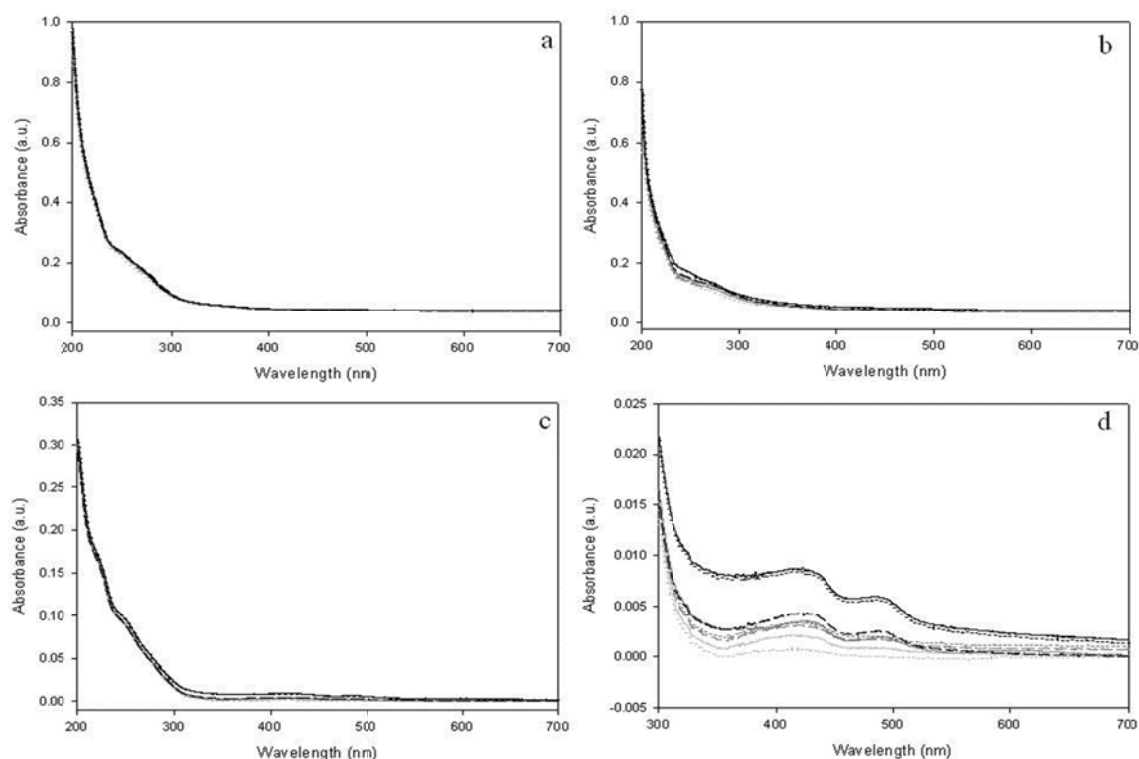 a
1.0
0.8
0.6
0.4
0.2
0.0
Absorbance (a.u.)
200 300 400 500 600 700
Wavelength (nm)
b
1.0
0.8
0.6
0.4
0.2
0.0
Absorbance (a.u.)
200 300 400 500 600 700
Wavelength (nm)
c
0.35
0.30
0.25
0.20
0.15
0.10
0.05
0.00
Absorbance (a.u.)
200 300 400 500 600 700
Wavelength (nm)
d
0.025
0.020
0.015
0.010
0.005
0.000
-0.005
Absorbance (a.u.)
300 400 500 600 700
Wavelength (nm)